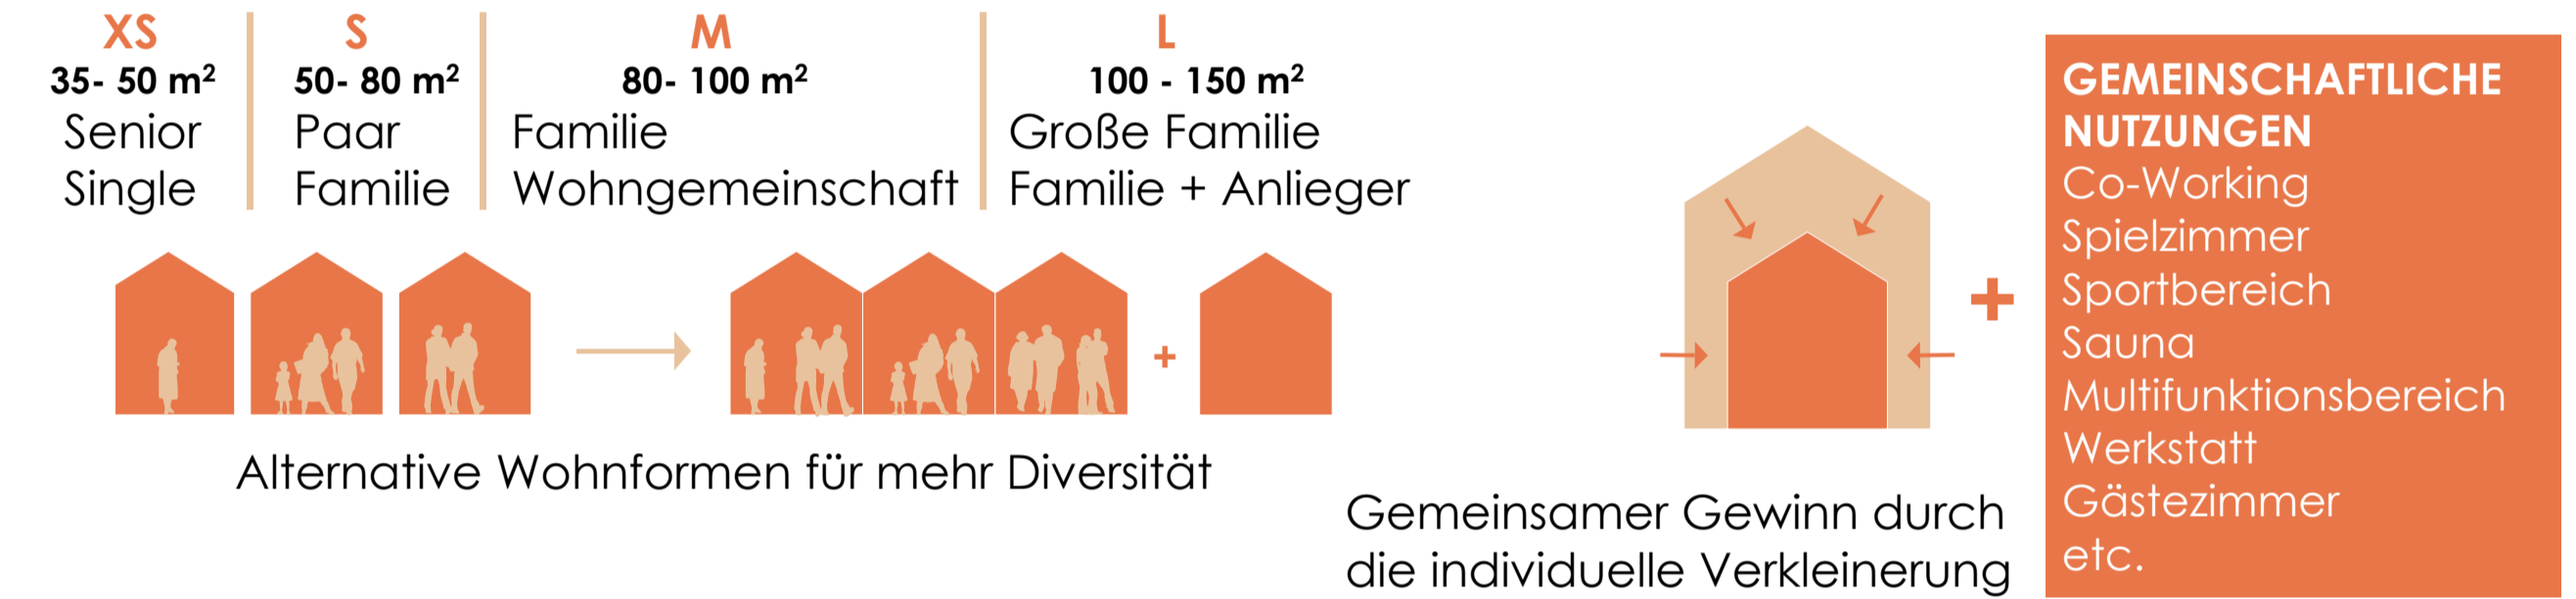 XS
35- 50 m²
Senior
Single
S
50- 80 m²
Paar
Familie
M
80- 100 m²
Familie
Wohngemeinschaft
L
100 - 150 m²
Große Familie
Familie + Anlieger
+
Alternative Wohnformen für mehr Diversität
+
Gemeinsamer Gewinn durch
die individuelle Verkleinerung
GEMEINSCHAFTLICHE
NUTZUNGEN
Co-Working
Spielzimmer
Sportbereich
Sauna
Multifunktionsbereich
Werkstatt
Gästezimmer
etc.